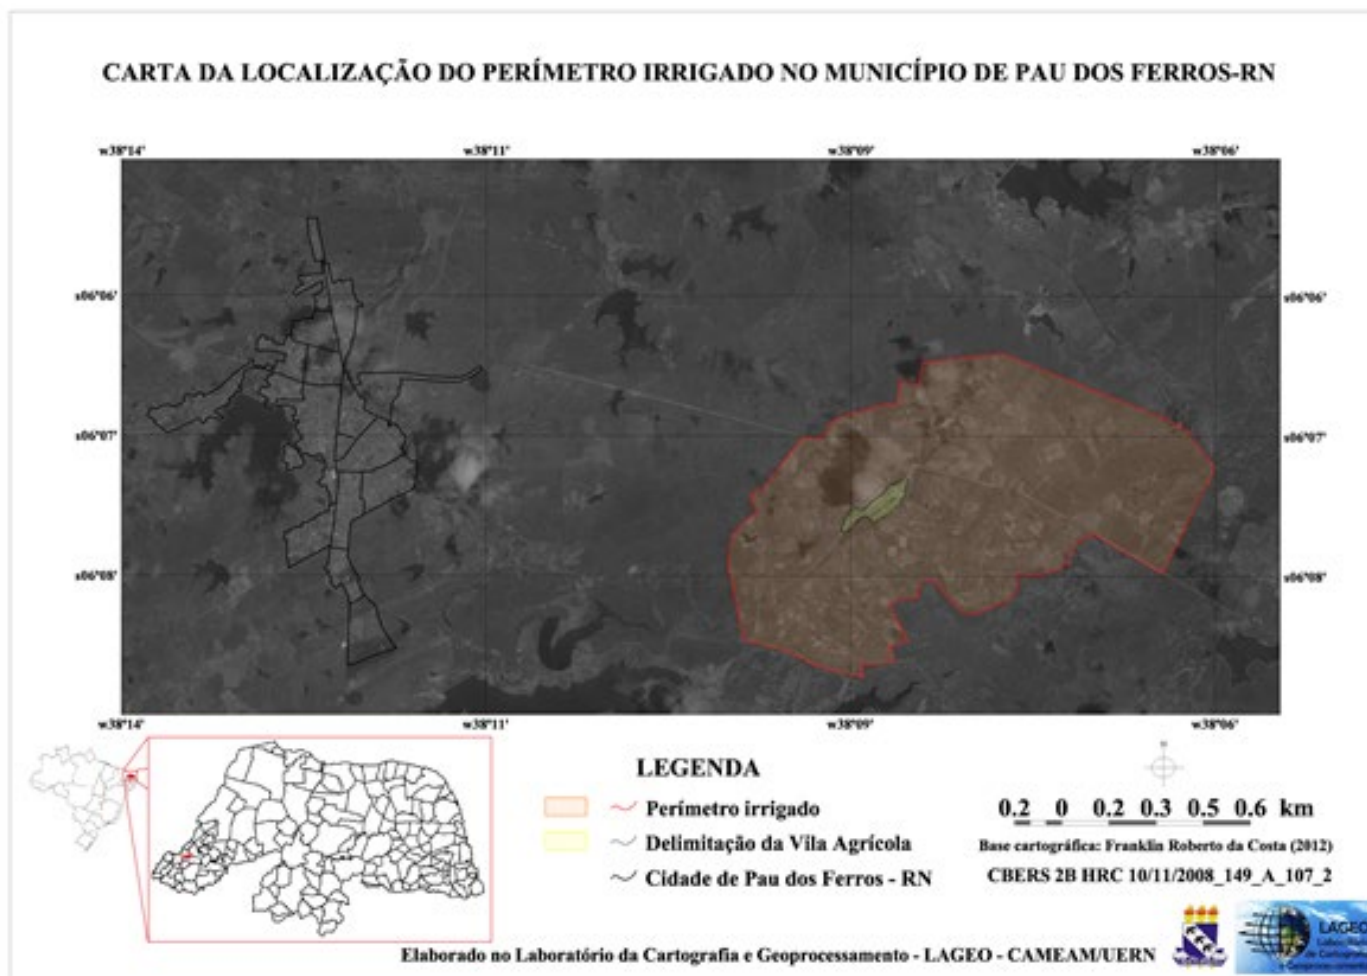 CARTA DA LOCALIZAÇÃO DO PERÍMETRO IRRIGADO NO MUNICÍPIO DE PAU DOS FERROS-RN
w38°14' w38°11' w38°09' w38°06'
s06°06' s06°06'
s06°07' s06°07'
s06°08' s06°08'
w38°14' w38°11' w38°09' w38°06'
LEGENDA
Perímetro irrigado
Delimitação da Vila Agrícola
Cidade de Pau dos Ferros - RN
N
0.2 0 0.2 0.3 0.5 0.6 km
Base cartográfica: Franklin Roberto da Costa (2012)
CBERS 2B HRC 10/11/2008_149_A_107_2
Elaborado no Laboratório da Cartografia e Geoprocessamento - LAGEO - CAMEAM/UERN
LAGEO